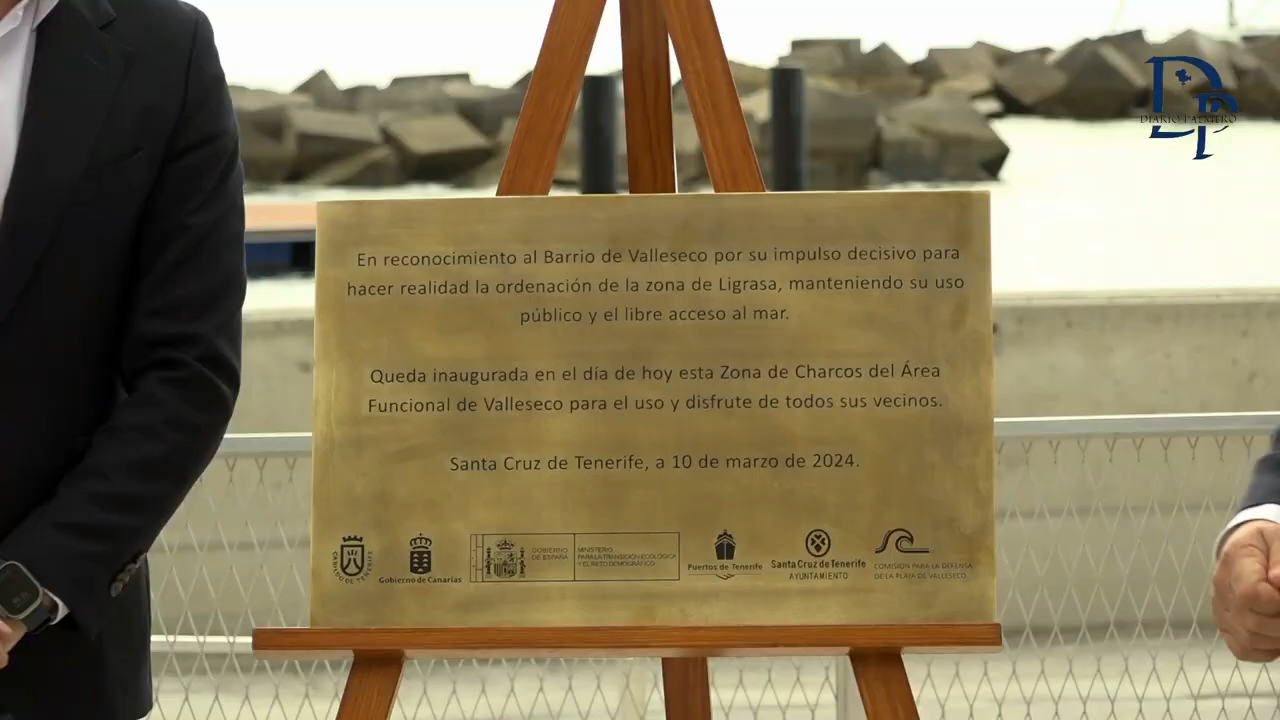 DIARIO PALMERO
En reconocimiento al Barrio de Valleseco por su impulso decisivo para
hacer realidad la ordenación de la zona de Ligrasa, manteniendo su uso
público y el libre acceso al mar.
Queda inaugurada en el día de hoy esta Zona de Charcos del Área
Funcional de Valleseco para el uso y disfrute de todos sus vecinos.
Santa Cruz de Tenerife, a 10 de marzo de 2024.
CABILDO DE TENERIFE
Gobierno de Canarias
GOBIERNO
DE ESPAÑA
MINISTERIO
PARA LA TRANSICIÓN ECOLÓGICA
Y EL RETO DEMOGRÁFICO
Puertos de Tenerife
Santa Cruz de Tenerife
AYUNTAMIENTO
COMISIÓN PARA LA DEFENSA
DE LA PLAYA DE VALLESECO